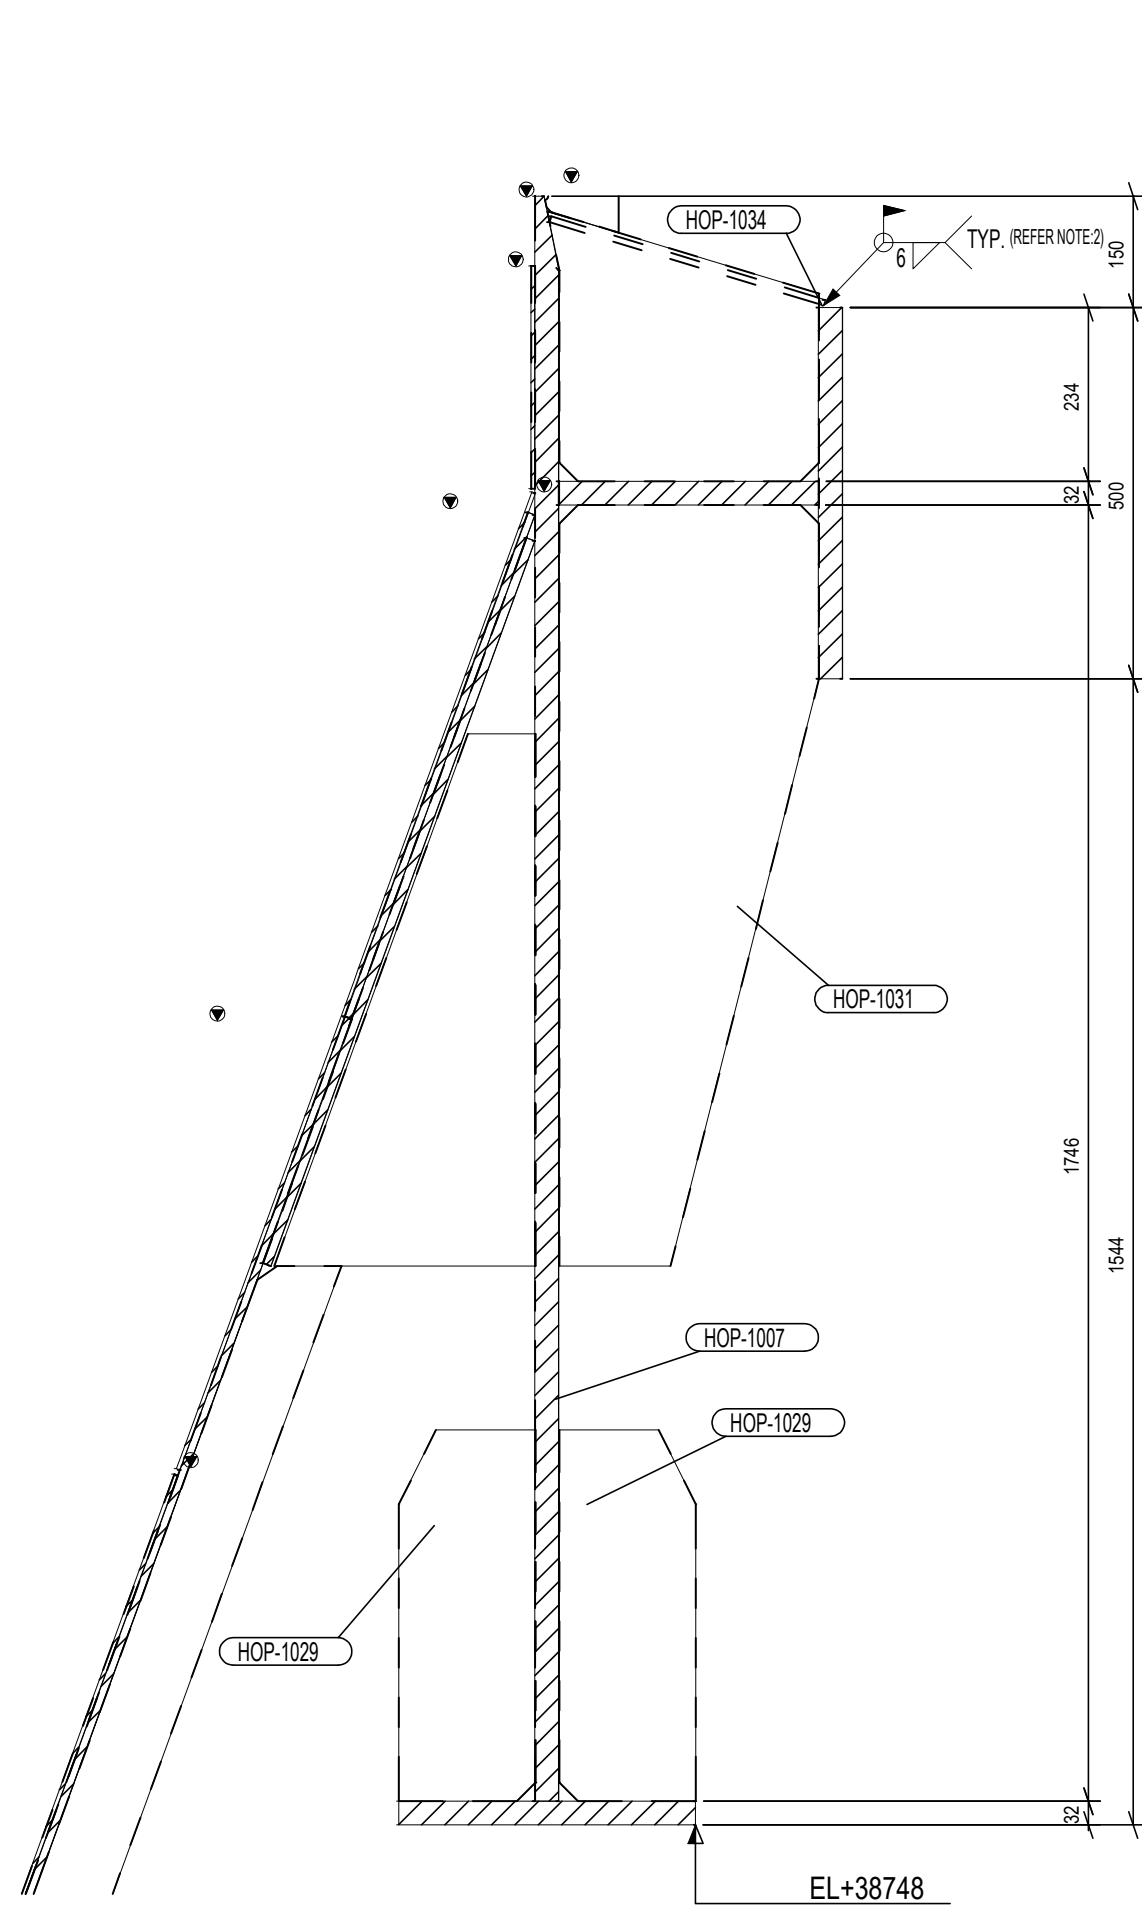 HOP-1034
TYP. (REFER NOTE:2)
6
150
234
32
500
HOP-1031
1746
1544
HOP-1007
HOP-1029
HOP-1029
32
EL+38748